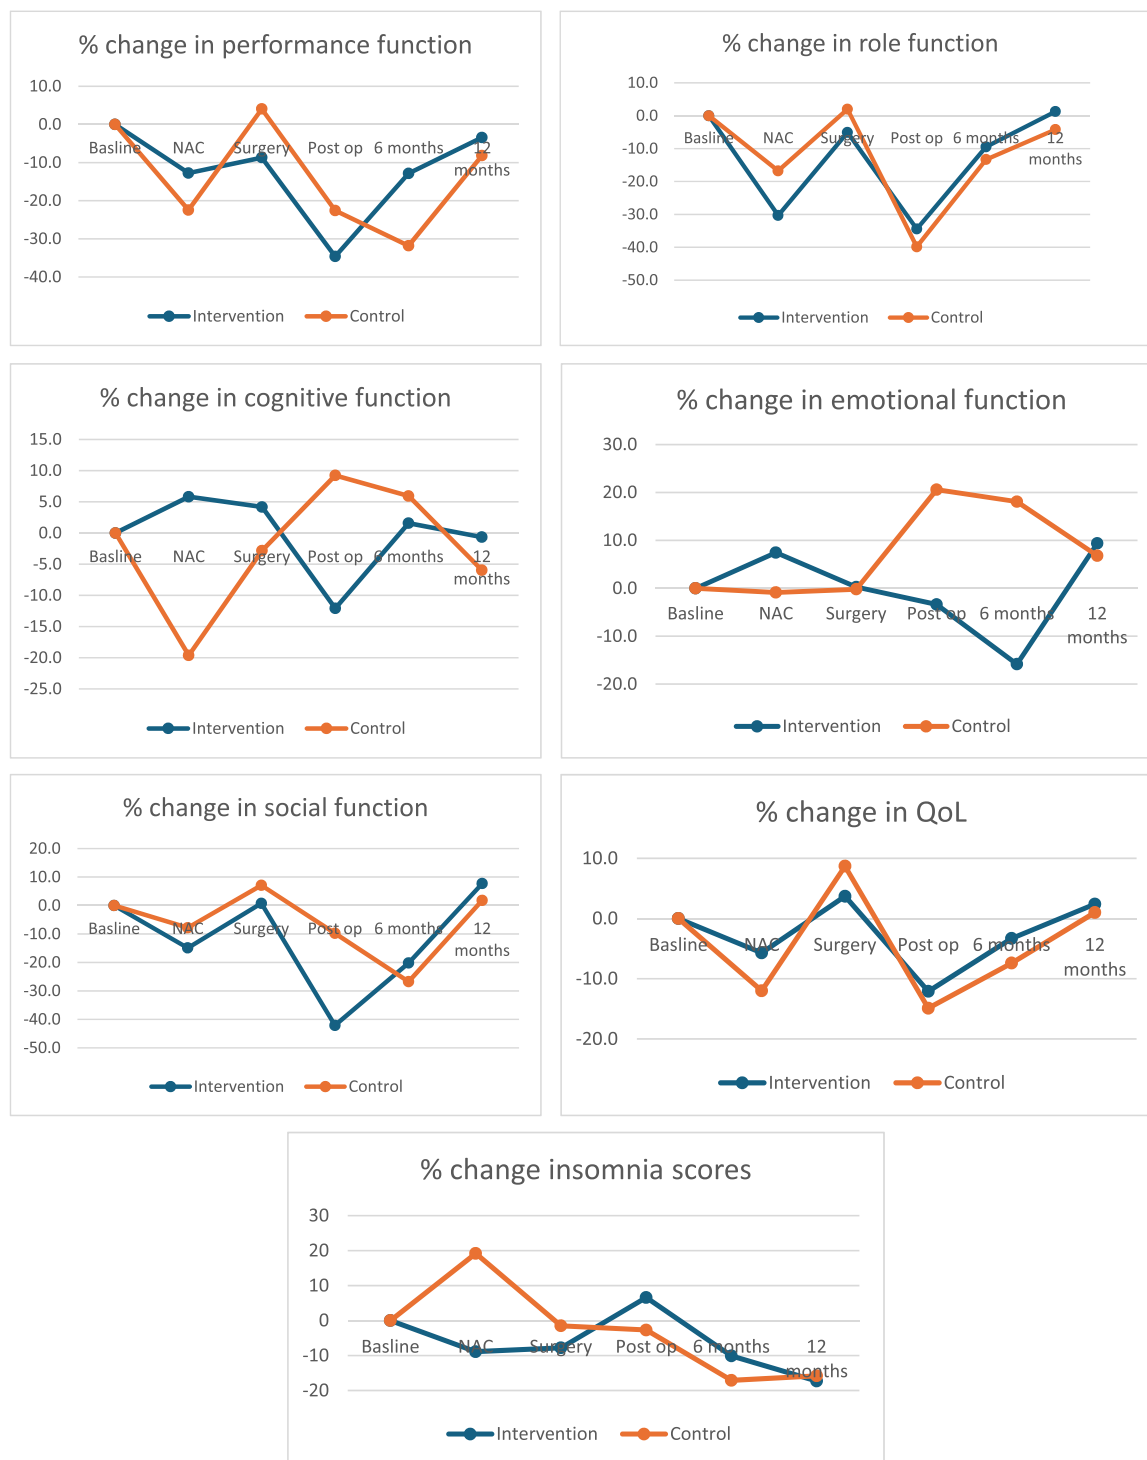 % change in performance function
10.0
0.0
-10.0
-20.0
-30.0
-40.0
Basline NAC Surgery Post op 6 months 12 months
Intervention Control
% change in role function
10.0
0.0
-10.0
-20.0
-30.0
-40.0
-50.0
Basline NAC Surgery Post op 6 months 12 months
Intervention Control
% change in cognitive function
15.0
10.0
5.0
0.0
-5.0
-10.0
-15.0
-20.0
-25.0
Basline NAC Surgery Post op 6 months 12 months
Intervention Control
% change in emotional function
30.0
20.0
10.0
0.0
-10.0
-20.0
Basline NAC Surgery Post op 6 months 12 months
Intervention Control
% change in social function
20.0
10.0
0.0
-10.0
-20.0
-30.0
-40.0
-50.0
Basline NAC Surgery Post op 6 months 12 months
Intervention Control
% change in QoL
10.0
0.0
-10.0
-20.0
Basline NAC Surgery Post op 6 months 12 months
Intervention Control
% change insomnia scores
30
20
10
0
-10
-20
Basline NAC Surgery Post op 6 months 12 months
Intervention Control